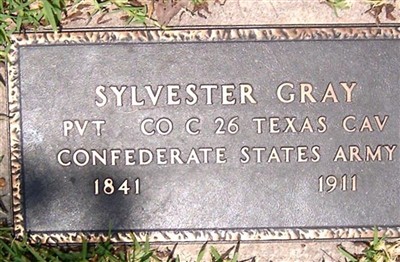 SYLVESTER GRAY
PVT CO C 26 TEXAS CAV
CONFEDERATE STATES ARMY
1841 1911